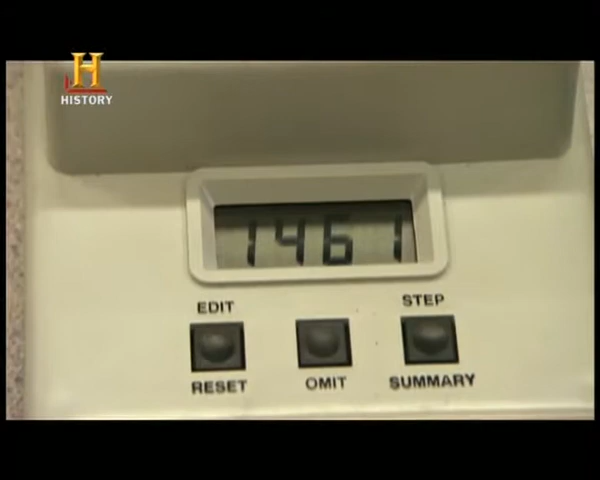 H
HISTORY
1461
EDIT
STEP
RESET
OMIT
SUMMARY